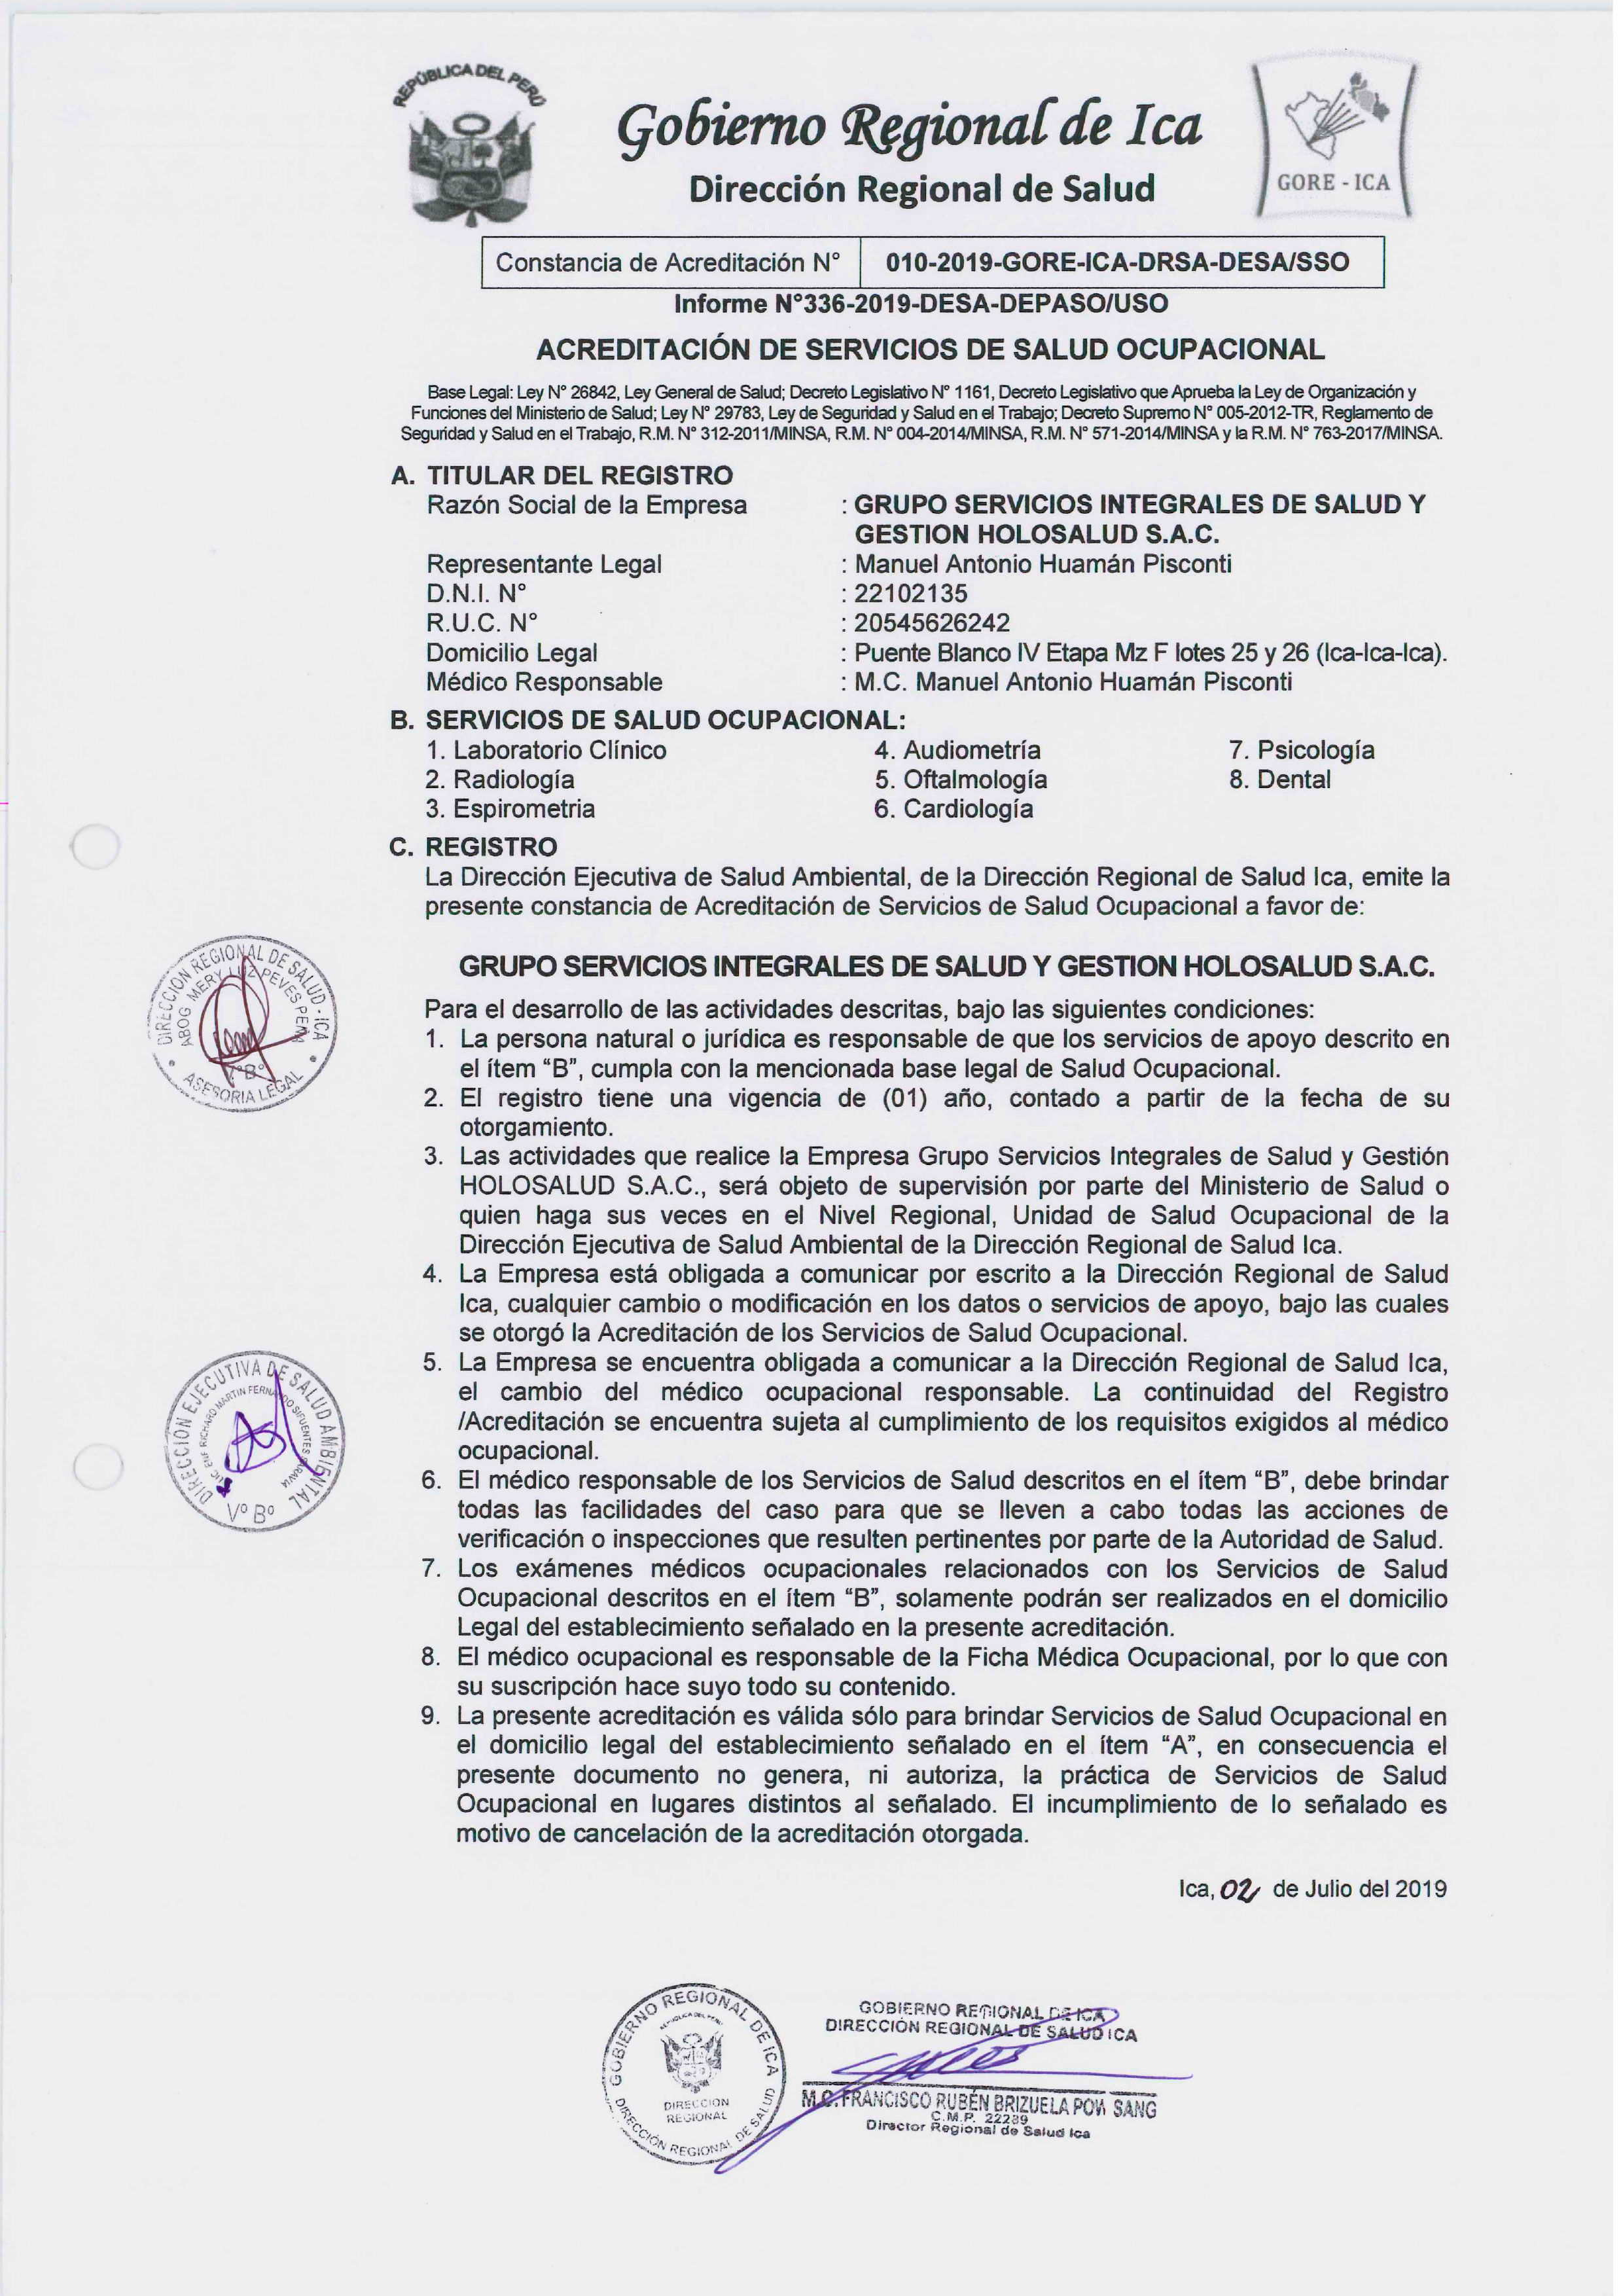 REPÚBLICA DEL PERÚ
Gobierno Regional de Ica
Dirección Regional de Salud
GORE - ICA
Constancia de Acreditación N° 010-2019-GORE-ICA-DRSA-DESA/SSO
Informe N°336-2019-DESA-DEPASO/USO
ACREDITACIÓN DE SERVICIOS DE SALUD OCUPACIONAL
Base Legal: Ley N° 26842, Ley General de Salud; Decreto Legislativo N° 1161, Decreto Legislativo que Aprueba la Ley de Organización y
Funciones del Ministerio de Salud; Ley N° 29783, Ley de Seguridad y Salud en el Trabajo; Decreto Supremo N° 005-2012-TR, Reglamento de
Seguridad y Salud en el Trabajo, R.M. N° 312-2011/MINSA, R.M. N° 004-2014/MINSA, R.M. N° 571-2014/MINSA y la R.M. N° 763-2017/MINSA.
A. TITULAR DEL REGISTRO
Razón Social de la Empresa : GRUPO SERVICIOS INTEGRALES DE SALUD Y
GESTION HOLOSALUD S.A.C.
Representante Legal : Manuel Antonio Huamán Pisconti
D.N.I. N° : 22102135
R.U.C. N° : 20545626242
Domicilio Legal : Puente Blanco IV Etapa Mz F lotes 25 y 26 (Ica-Ica-Ica).
Médico Responsable : M.C. Manuel Antonio Huamán Pisconti
B. SERVICIOS DE SALUD OCUPACIONAL:
1. Laboratorio Clínico 4. Audiometría 7. Psicología
2. Radiología 5. Oftalmología 8. Dental
3. Espirometria 6. Cardiología
C. REGISTRO
La Dirección Ejecutiva de Salud Ambiental, de la Dirección Regional de Salud Ica, emite la
presente constancia de Acreditación de Servicios de Salud Ocupacional a favor de:
GRUPO SERVICIOS INTEGRALES DE SALUD Y GESTION HOLOSALUD S.A.C.
Para el desarrollo de las actividades descritas, bajo las siguientes condiciones:
1. La persona natural o jurídica es responsable de que los servicios de apoyo descrito en
el ítem “B”, cumpla con la mencionada base legal de Salud Ocupacional.
2. El registro tiene una vigencia de (01) año, contado a partir de la fecha de su
otorgamiento.
3. Las actividades que realice la Empresa Grupo Servicios Integrales de Salud y Gestión
HOLOSALUD S.A.C., será objeto de supervisión por parte del Ministerio de Salud o
quien haga sus veces en el Nivel Regional, Unidad de Salud Ocupacional de la
Dirección Ejecutiva de Salud Ambiental de la Dirección Regional de Salud Ica.
4. La Empresa está obligada a comunicar por escrito a la Dirección Regional de Salud
Ica, cualquier cambio o modificación en los datos o servicios de apoyo, bajo las cuales
se otorgó la Acreditación de los Servicios de Salud Ocupacional.
5. La Empresa se encuentra obligada a comunicar a la Dirección Regional de Salud Ica,
el cambio del médico ocupacional responsable. La continuidad del Registro
/Acreditación se encuentra sujeta al cumplimiento de los requisitos exigidos al médico
ocupacional.
6. El médico responsable de los Servicios de Salud descritos en el ítem “B”, debe brindar
todas las facilidades del caso para que se lleven a cabo todas las acciones de
verificación o inspecciones que resulten pertinentes por parte de la Autoridad de Salud.
7. Los exámenes médicos ocupacionales relacionados con los Servicios de Salud
Ocupacional descritos en el ítem “B”, solamente podrán ser realizados en el domicilio
Legal del establecimiento señalado en la presente acreditación.
8. El médico ocupacional es responsable de la Ficha Médica Ocupacional, por lo que con
su suscripción hace suyo todo su contenido.
9. La presente acreditación es válida sólo para brindar Servicios de Salud Ocupacional en
el domicilio legal del establecimiento señalado en el ítem “A”, en consecuencia el
presente documento no genera, ni autoriza, la práctica de Servicios de Salud
Ocupacional en lugares distintos al señalado. El incumplimiento de lo señalado es
motivo de cancelación de la acreditación otorgada.
Ica, 02 de Julio del 2019
DIRECCION REGIONAL DE SALUD - ICA
ABOG MERY LUZ PEVES PEÑA
V°B°
ASESORIA LEGAL
DIRECCION EJECUTIVA DE SALUD AMBIENTAL
LIC ENF RICHARD MARTIN FERNANDO SIFUENTES SARAVIA
Vº Bº
GOBIERNO REGIONAL DE ICA
REPUBLICA DEL PERU
DIRECCION
REGIONAL
DIRECCIÓN REGIONAL DE SALUD
GOBIERNO REGIONAL DE ICA
DIRECCIÓN REGIONAL DE SALUD ICA
M.C. FRANCISCO RUBÉN BRIZUELA POW SANG
C.M.P. 22239
Director Regional de Salud Ica